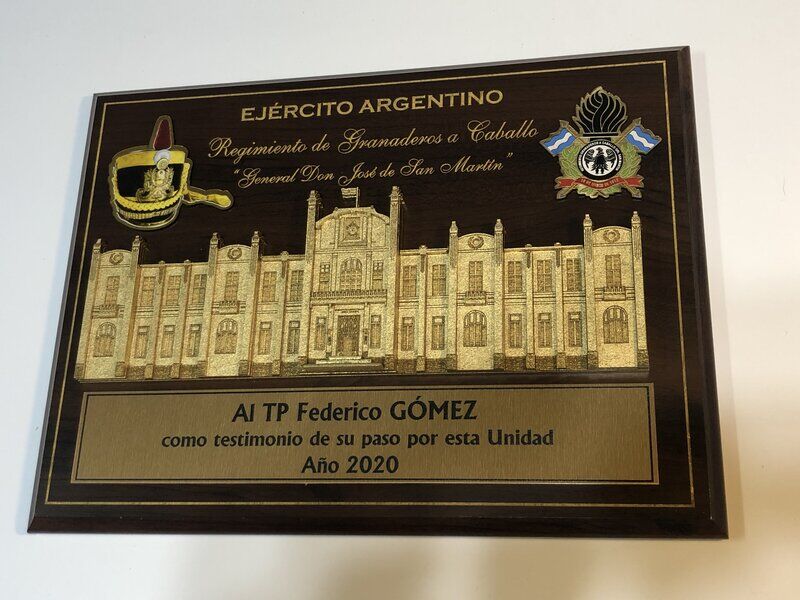 EJÉRCITO ARGENTINO
Regimiento de Granaderos a Caballo
"General Don José de San Martín"
Al TP Federico GÓMEZ
como testimonio de su paso por esta Unidad
Año 2020